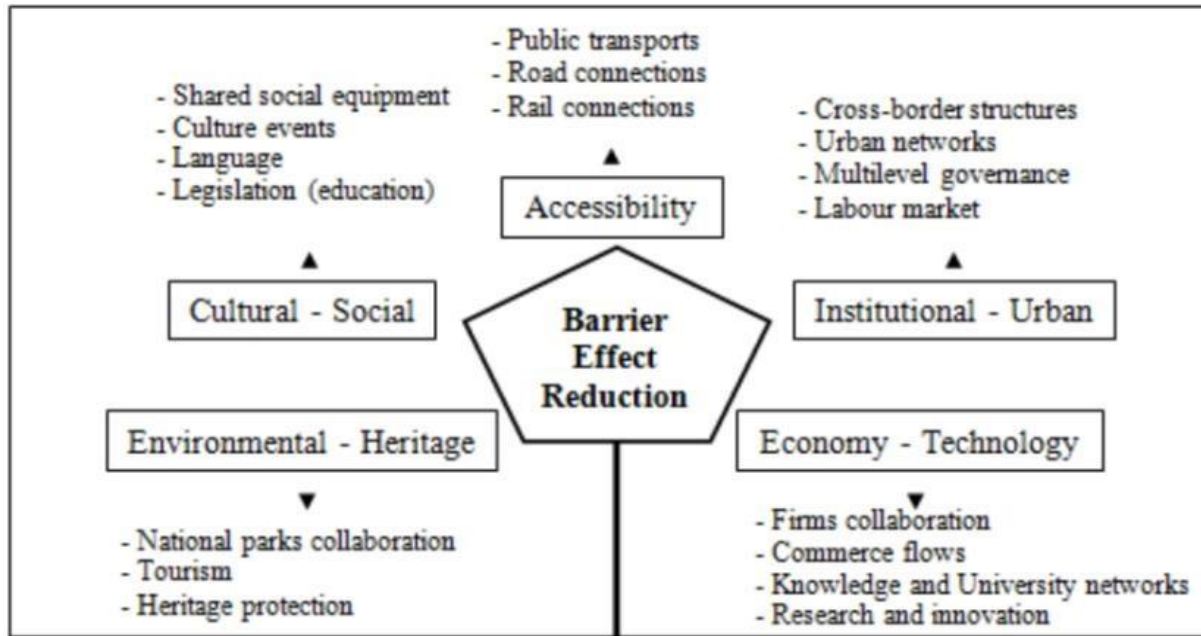 - Public transports
- Road connections
- Rail connections
Accessibility
- Shared social equipment
- Culture events
- Language
- Legislation (education)
Cultural - Social
- Cross-border structures
- Urban networks
- Multilevel governance
- Labour market
Institutional - Urban
Barrier
Effect
Reduction
Environmental - Heritage
- National parks collaboration
- Tourism
- Heritage protection
Economy - Technology
- Firms collaboration
- Commerce flows
- Knowledge and University networks
- Research and innovation